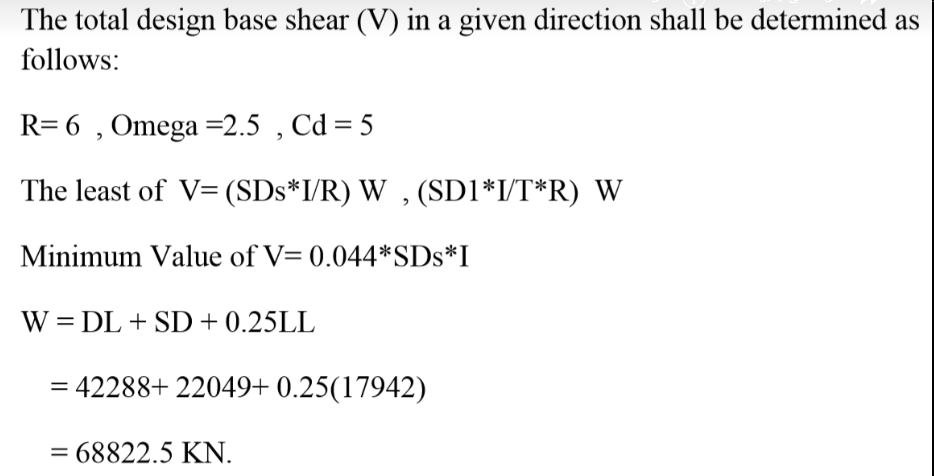 The total design base shear (V) in a given direction shall be determined as
follows:
R= 6 , Omega =2.5 , Cd = 5
The least of V= (SDs*I/R) W , (SD1*I/T*R) W
Minimum Value of V= 0.044*SDs*I
W = DL + SD + 0.25LL
= 42288+ 22049+ 0.25(17942)
= 68822.5 KN.